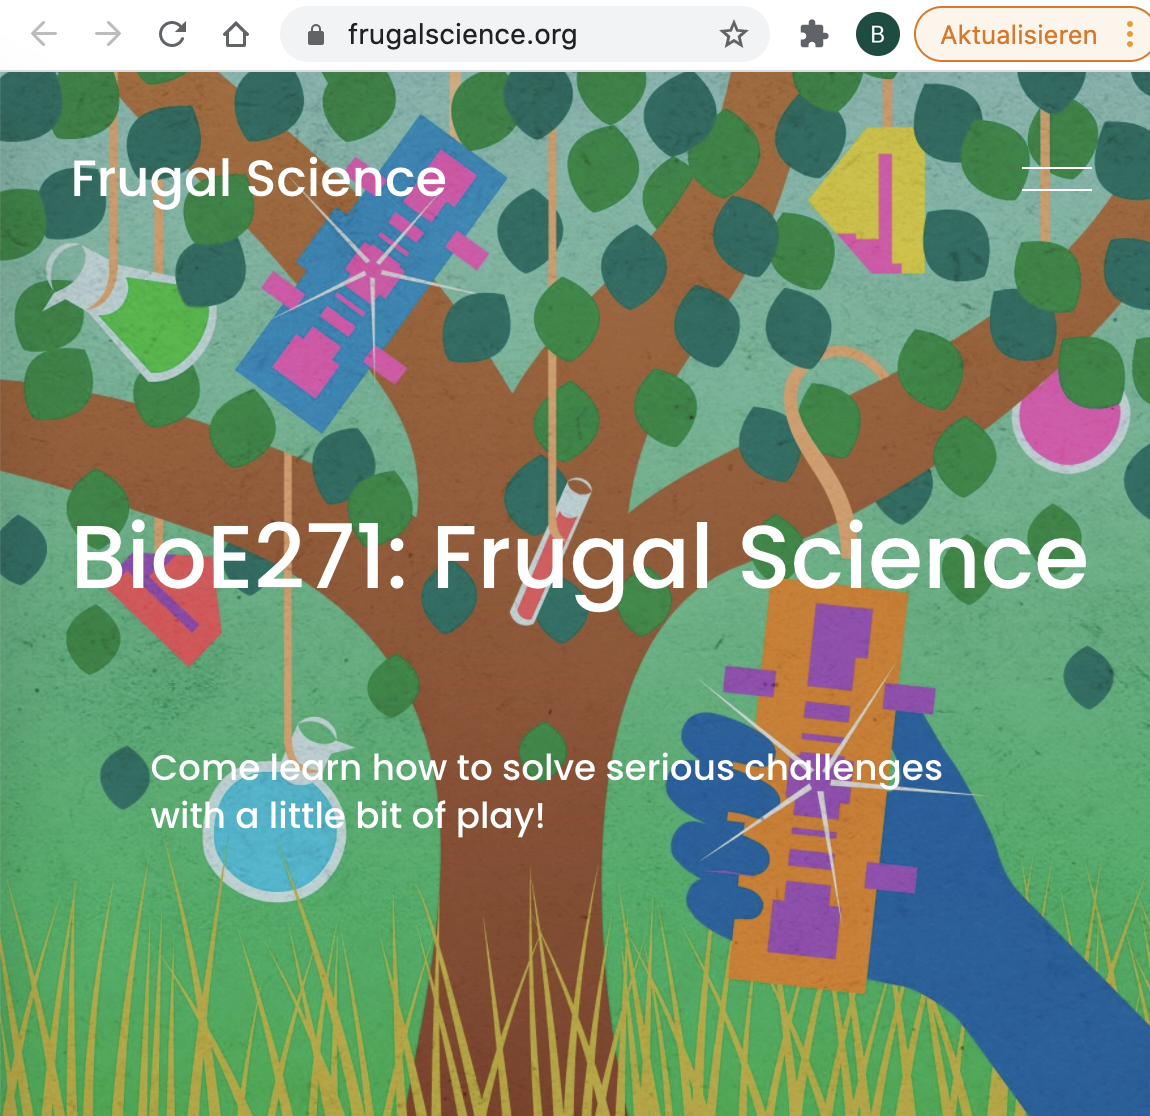 frugalscience.org
B
Aktualisieren
Frugal Science
BioE271: Frugal Science
Come learn how to solve serious challenges
with a little bit of play!